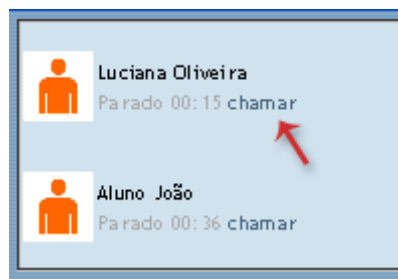 Luciana Oliveira
Parado 00:15 chamar
Aluno João
Parado 00:36 chamar